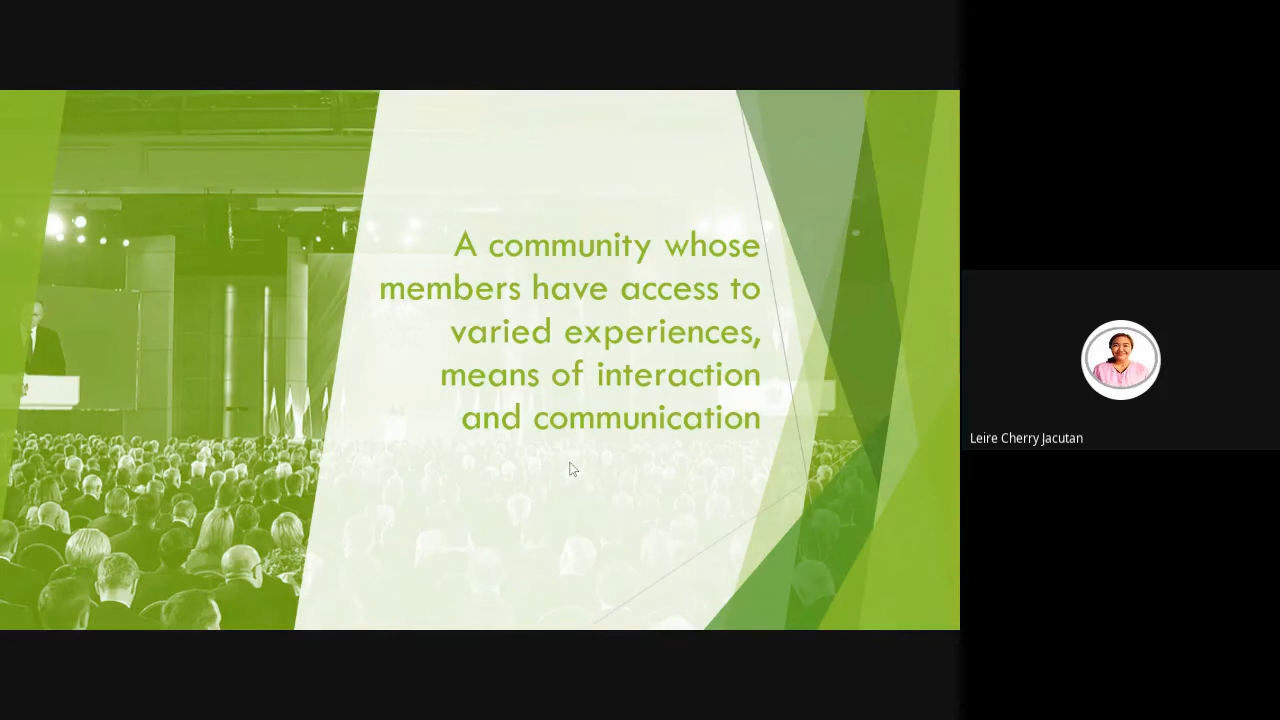 A community whose
members have access to
varied experiences,
means of interaction
and communication
Leire Cherry Jacutan